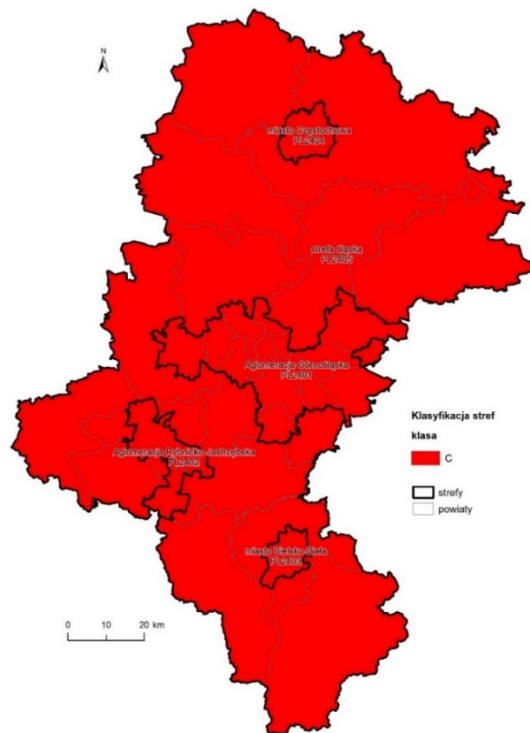 N
miasto Częstochowa
PL2404
strefa śląska
PL2405
Aglomeracja Górnośląska
PL2401
Klasyfikacja stref
klasa
C
Aglomeracja Rybnicko-Jastrzębska
PL2402
strefy
powiaty
miasto Bielsko-Biała
PL2403
0 10 20 km